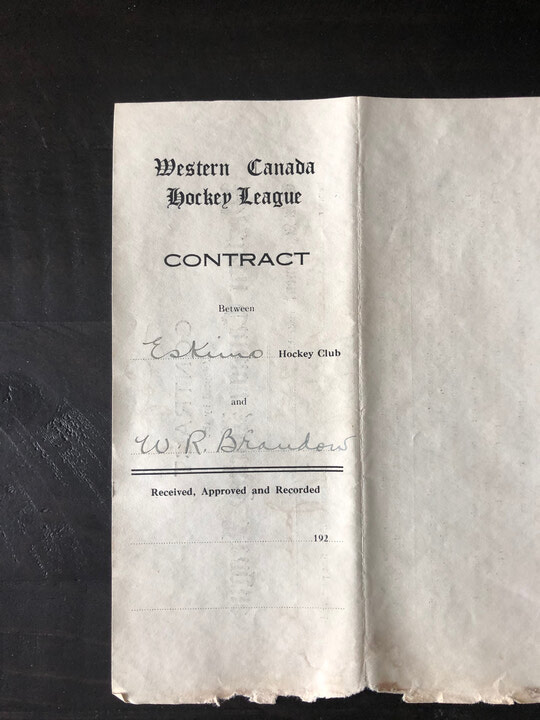 Western Canada
Hockey League
CONTRACT
Between
Eskimo Hockey Club
and
W. R. Brandow
Received, Approved and Recorded
192